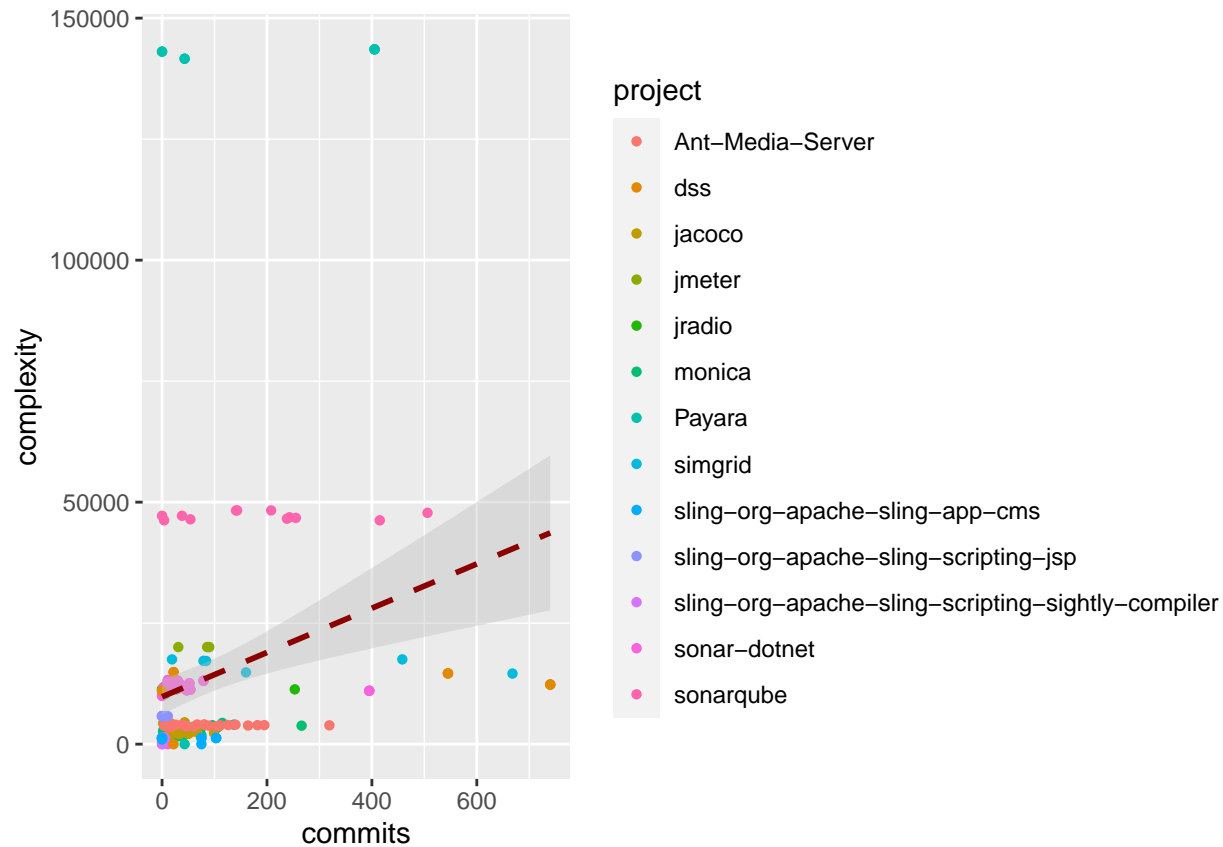 150000
100000
50000
0
complexity
0 200 400 600
commits
project
Ant−Media−Server
dss
jacoco
jmeter
jradio
monica
Payara
simgrid
sling−org−apache−sling−app−cms
sling−org−apache−sling−scripting−jsp
sling−org−apache−sling−scripting−sightly−compiler
sonar−dotnet
sonarqube